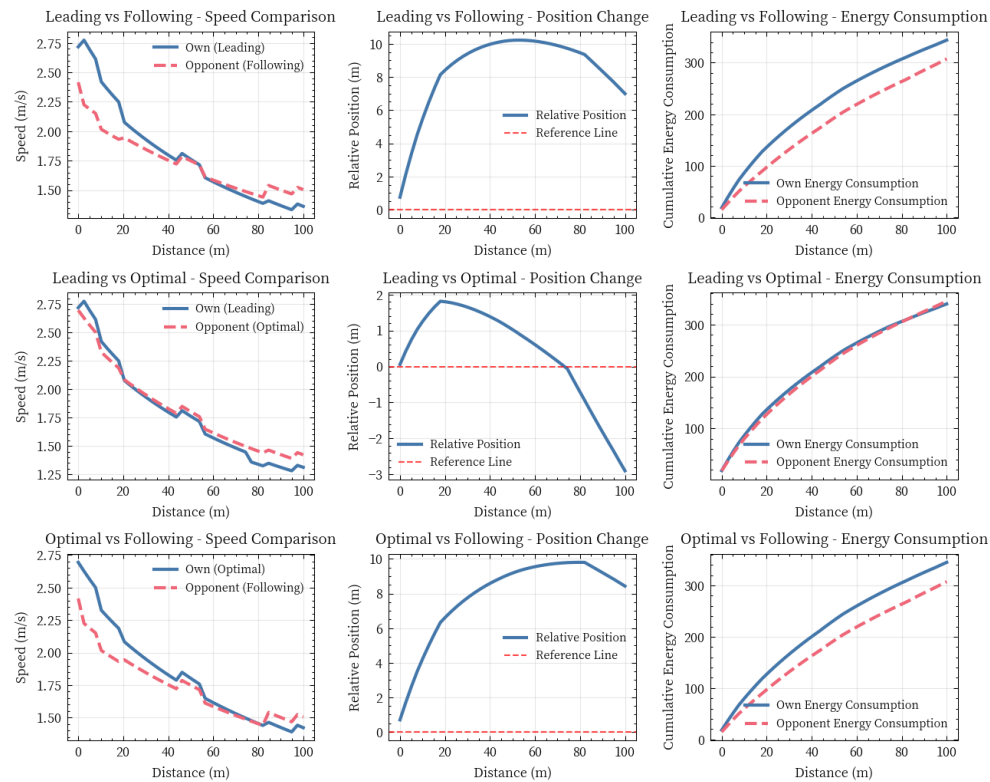 Leading vs Following - Speed Comparison
Speed (m/s)
2.75
2.50
2.25
2.00
1.75
1.50
Own (Leading)
Opponent (Following)
0 20 40 60 80 100
Distance (m)
Leading vs Following - Position Change
Relative Position (m)
10
8
6
4
2
0
Relative Position
Reference Line
0 20 40 60 80 100
Distance (m)
Leading vs Following - Energy Consumption
Cumulative Energy Consumption
300
200
100
0
Own Energy Consumption
Opponent Energy Consumption
0 20 40 60 80 100
Distance (m)
Leading vs Optimal - Speed Comparison
Speed (m/s)
2.75
2.50
2.25
2.00
1.75
1.50
1.25
Own (Leading)
Opponent (Optimal)
0 20 40 60 80 100
Distance (m)
Leading vs Optimal - Position Change
Relative Position (m)
2
1
0
−1
−2
−3
Relative Position
Reference Line
0 20 40 60 80 100
Distance (m)
Leading vs Optimal - Energy Consumption
Cumulative Energy Consumption
300
200
100
Own Energy Consumption
Opponent Energy Consumption
0 20 40 60 80 100
Distance (m)
Optimal vs Following - Speed Comparison
Speed (m/s)
2.75
2.50
2.25
2.00
1.75
1.50
Own (Optimal)
Opponent (Following)
0 20 40 60 80 100
Distance (m)
Optimal vs Following - Position Change
Relative Position (m)
10
8
6
4
2
0
Relative Position
Reference Line
0 20 40 60 80 100
Distance (m)
Optimal vs Following - Energy Consumption
Cumulative Energy Consumption
300
200
100
0
Own Energy Consumption
Opponent Energy Consumption
0 20 40 60 80 100
Distance (m)